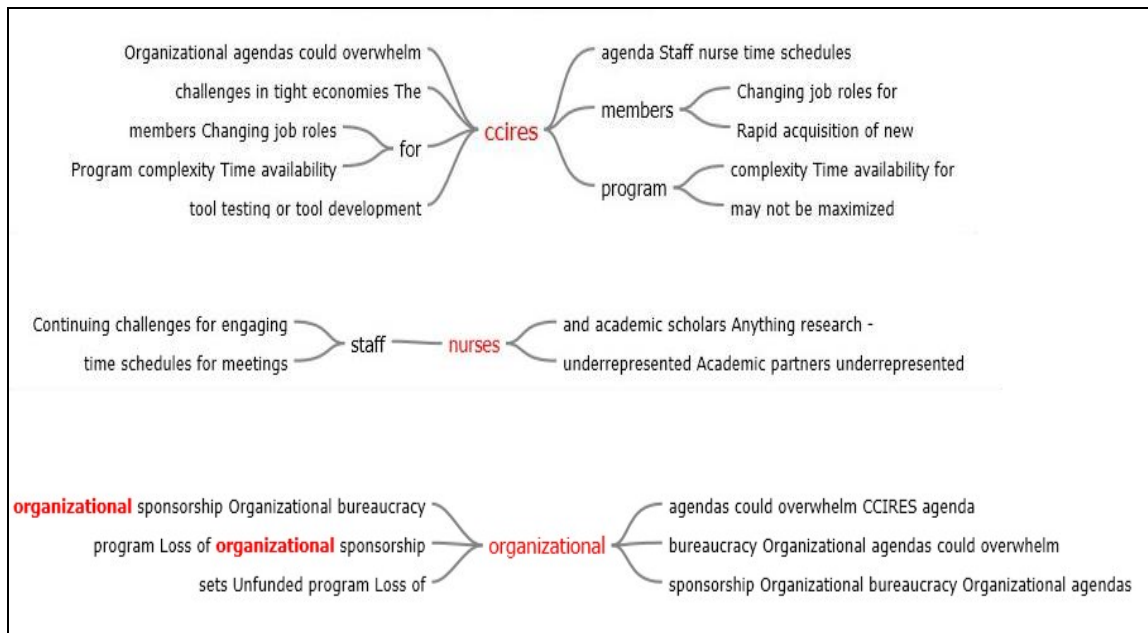 Organizational agendas could overwhelm
challenges in tight economies The
members Changing job roles
Program complexity Time availability
for
tool testing or tool development
ccires
agenda Staff nurse time schedules
members
Changing job roles for
Rapid acquisition of new
program
complexity Time availability for
may not be maximized
Continuing challenges for engaging
time schedules for meetings
staff
nurses
and academic scholars Anything research -
underrepresented Academic partners underrepresented
organizational sponsorship Organizational bureaucracy
program Loss of organizational sponsorship
sets Unfunded program Loss of
organizational
agendas could overwhelm CCIRES agenda
bureaucracy Organizational agendas could overwhelm
sponsorship Organizational bureaucracy Organizational agendas